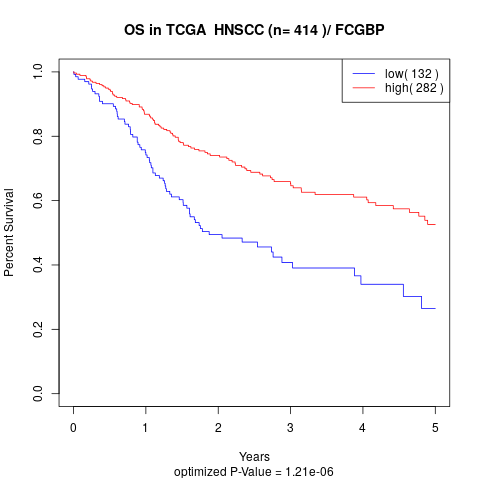 OS in TCGA  HNSCC (n= 414 )/ FCGBP
low( 132 )
high( 282 )
Percent Survival
1.0
0.8
0.6
0.4
0.2
0.0
0 1 2 3 4 5
Years
optimized P-Value = 1.21e-06